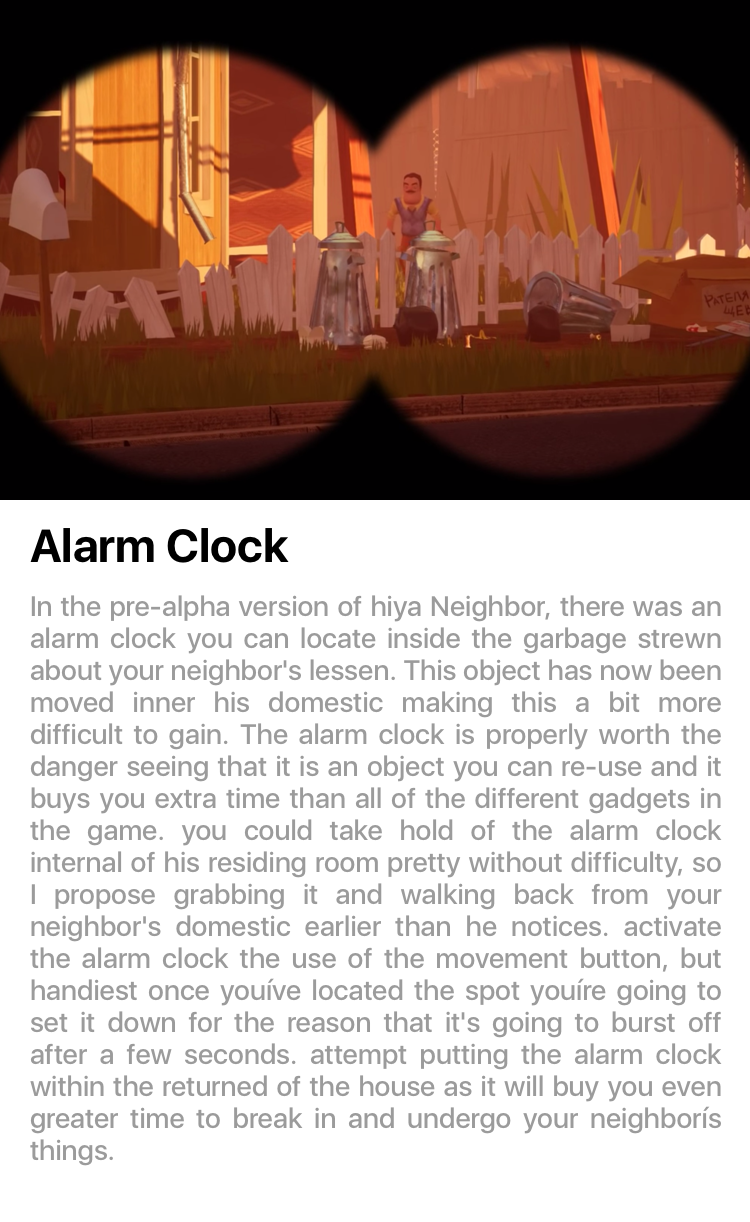 РАТЕЛ
ЩЕВ
Alarm Clock
In the pre-alpha version of hiya Neighbor, there was an
alarm clock you can locate inside the garbage strewn
about your neighbor's lessen. This object has now been
moved inner his domestic making this a bit more
difficult to gain. The alarm clock is properly worth the
danger seeing that it is an object you can re-use and it
buys you extra time than all of the different gadgets in
the game. you could take hold of the alarm clock
internal of his residing room pretty without difficulty, so
I propose grabbing it and walking back from your
neighbor's domestic earlier than he notices. activate
the alarm clock the use of the movement button, but
handiest once youíve located the spot youíre going to
set it down for the reason that it's going to burst off
after a few seconds. attempt putting the alarm clock
within the returned of the house as it will buy you even
greater time to break in and undergo your neighborís
things.